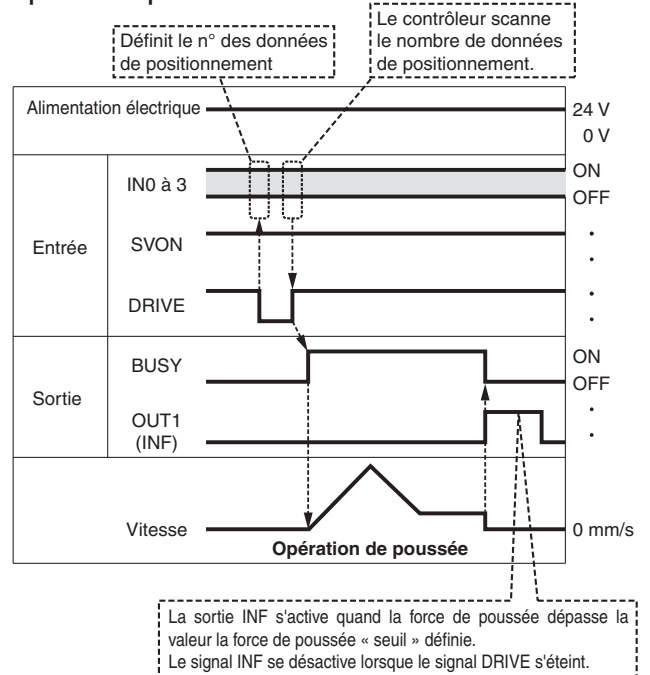 Définit le n° des données
de positionnement
Le contrôleur scanne
le nombre de données
de positionnement.
Alimentation électrique
24 V
0 V
Entrée
IN0 à 3
ON
OFF
SVON
DRIVE
Sortie
BUSY
ON
OFF
OUT1
(INF)
Vitesse
0 mm/s
Opération de poussée
La sortie INF s'active quand la force de poussée dépasse la
valeur la force de poussée « seuil » définie.
Le signal INF se désactive lorsque le signal DRIVE s'éteint.